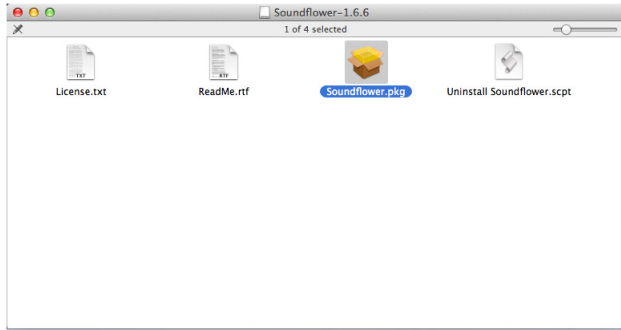 Soundflower-1.6.6
1 of 4 selected
TXT
RTF
License.txt
ReadMe.rtf
Soundflower.pkg
Uninstall Soundflower.scpt